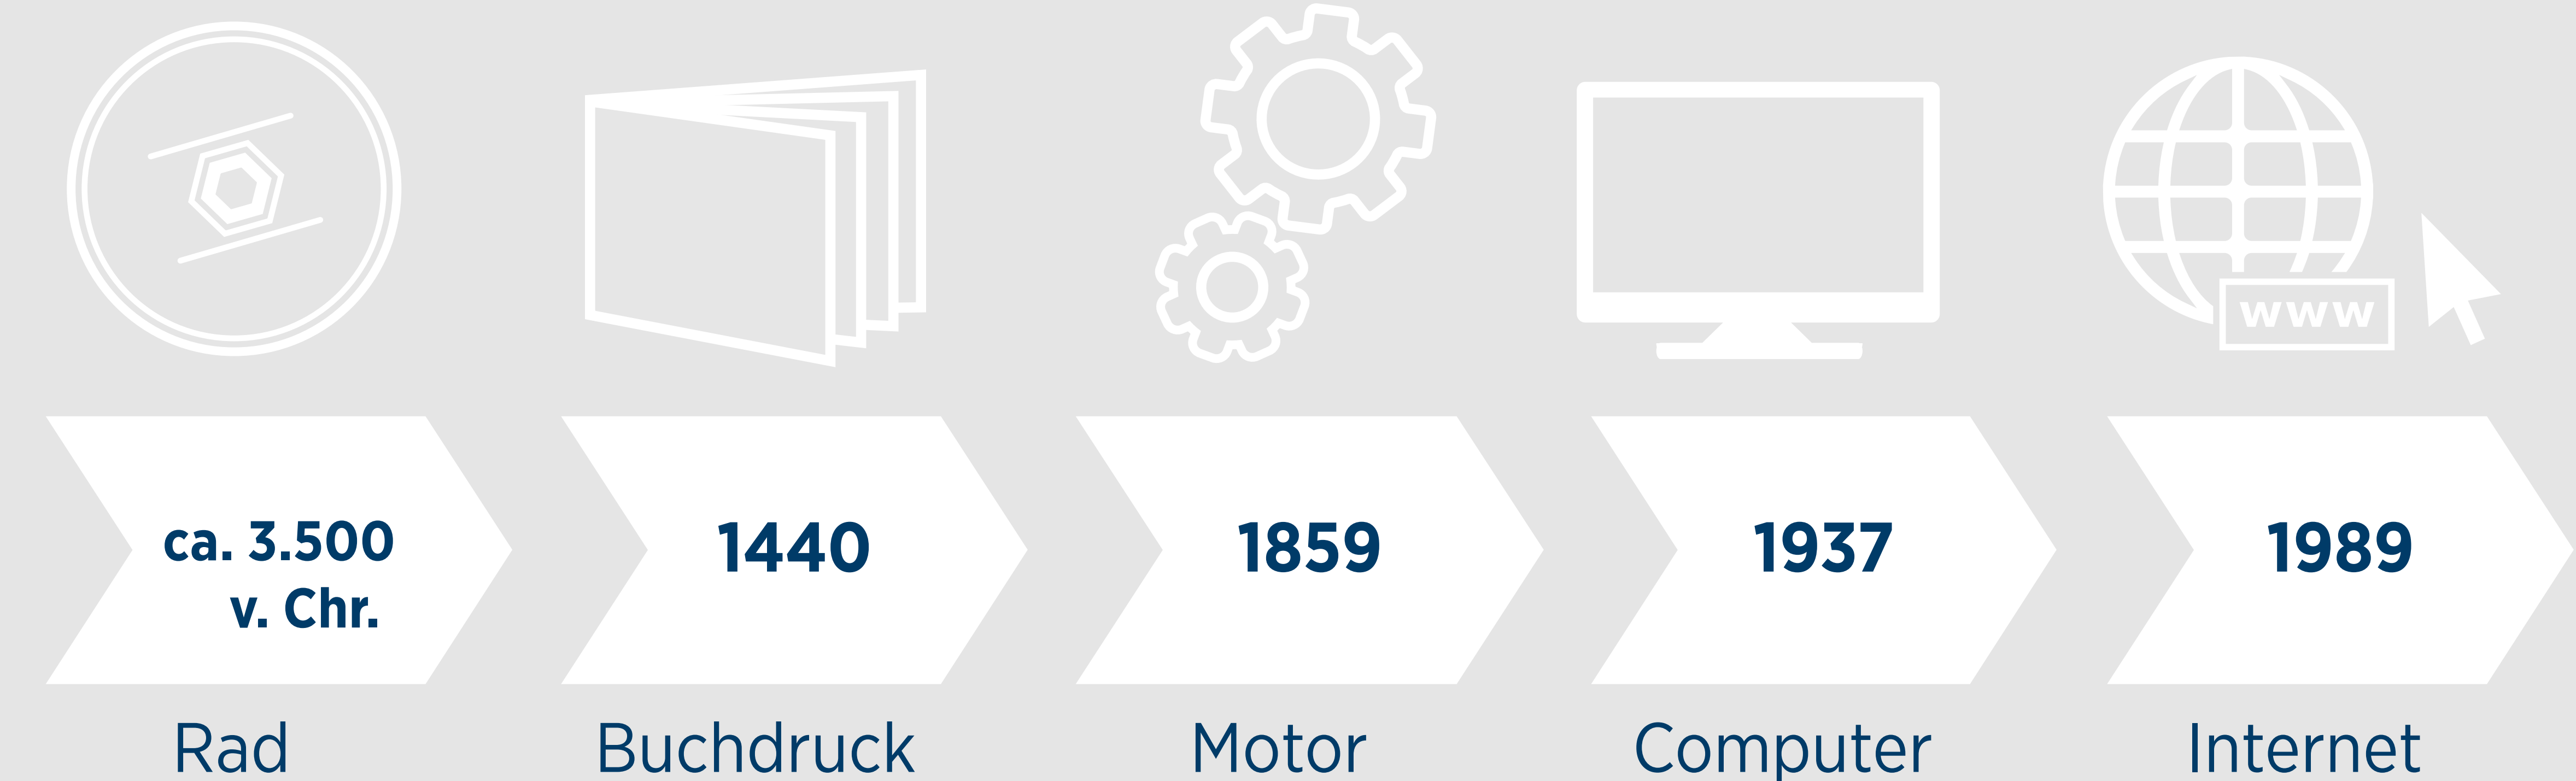 www
ca. 3.500
v. Chr.
1440
1859
1937
1989
Rad
Buchdruck
Motor
Computer
Internet